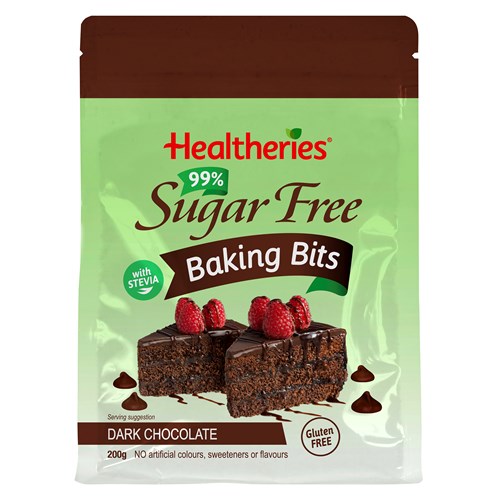 Healtheries®
99%
Sugar Free
Baking Bits
with
STEVIA
Serving suggestion
DARK CHOCOLATE
200g NO artificial colours, sweeteners or flavours
Gluten
FREE